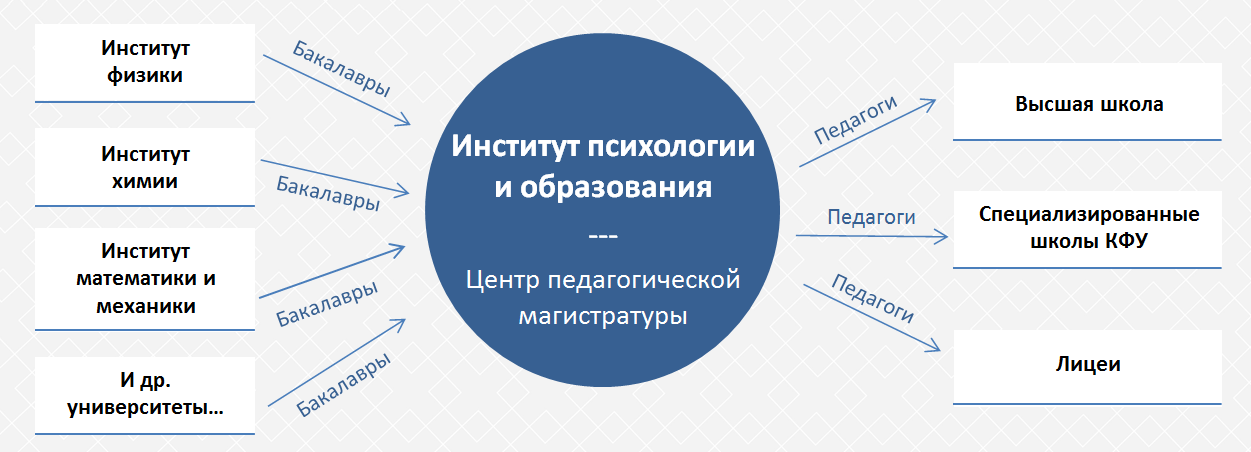 Институт
физики
Бакалавры
Институт
химии
Бакалавры
Институт
математики и
механики
Бакалавры
И др.
университеты...
Бакалавры
Институт психологии
и образования
---
Центр педагогической
магистратуры
Педагоги
Высшая школа
Педагоги
Специализированные
школы КФУ
Педагоги
Лицеи